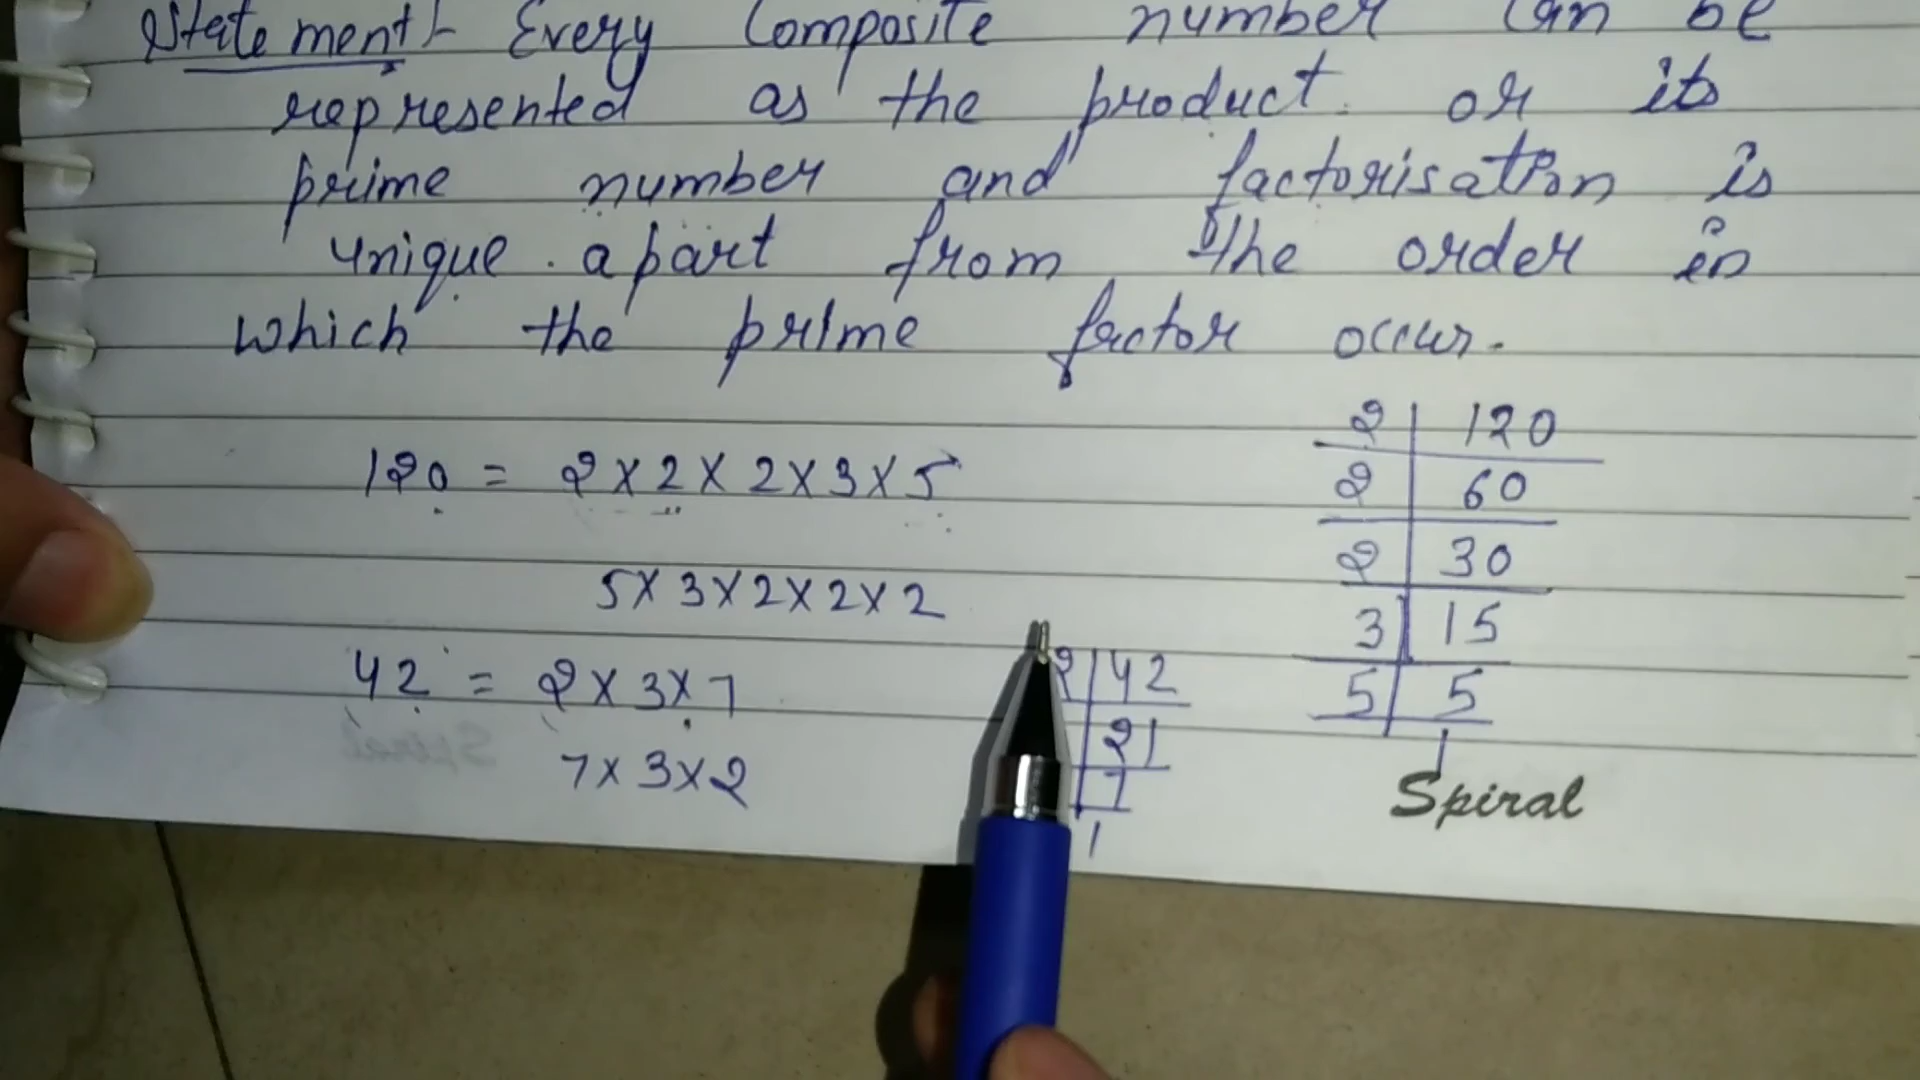 Statement:- Every Composite number can be
represented as the product or its
prime number and factorisation is
unique. apart from the order in
which the prime factor occur.
120 = 2 X 2 X 2 X 3 X 5
5 X 3 X 2 X 2 X 2
42 = 2 X 3 X 7
7 X 3 X 2
2 | 42
| 21
| 7
1
2 | 120
2 | 60
2 | 30
3 | 15
5 | 5
1
Spiral